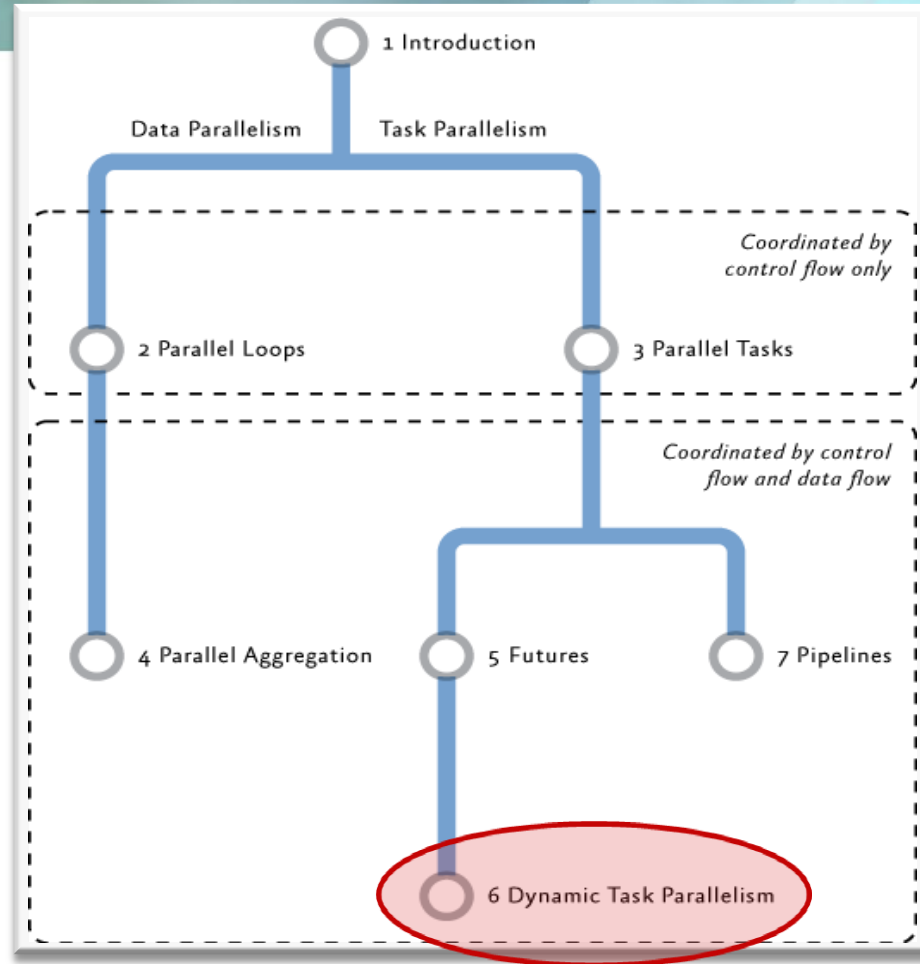 1 Introduction
Data Parallelism
Task Parallelism
Coordinated by
control flow only
2 Parallel Loops
3 Parallel Tasks
Coordinated by control
flow and data flow
4 Parallel Aggregation
5 Futures
7 Pipelines
6 Dynamic Task Parallelism